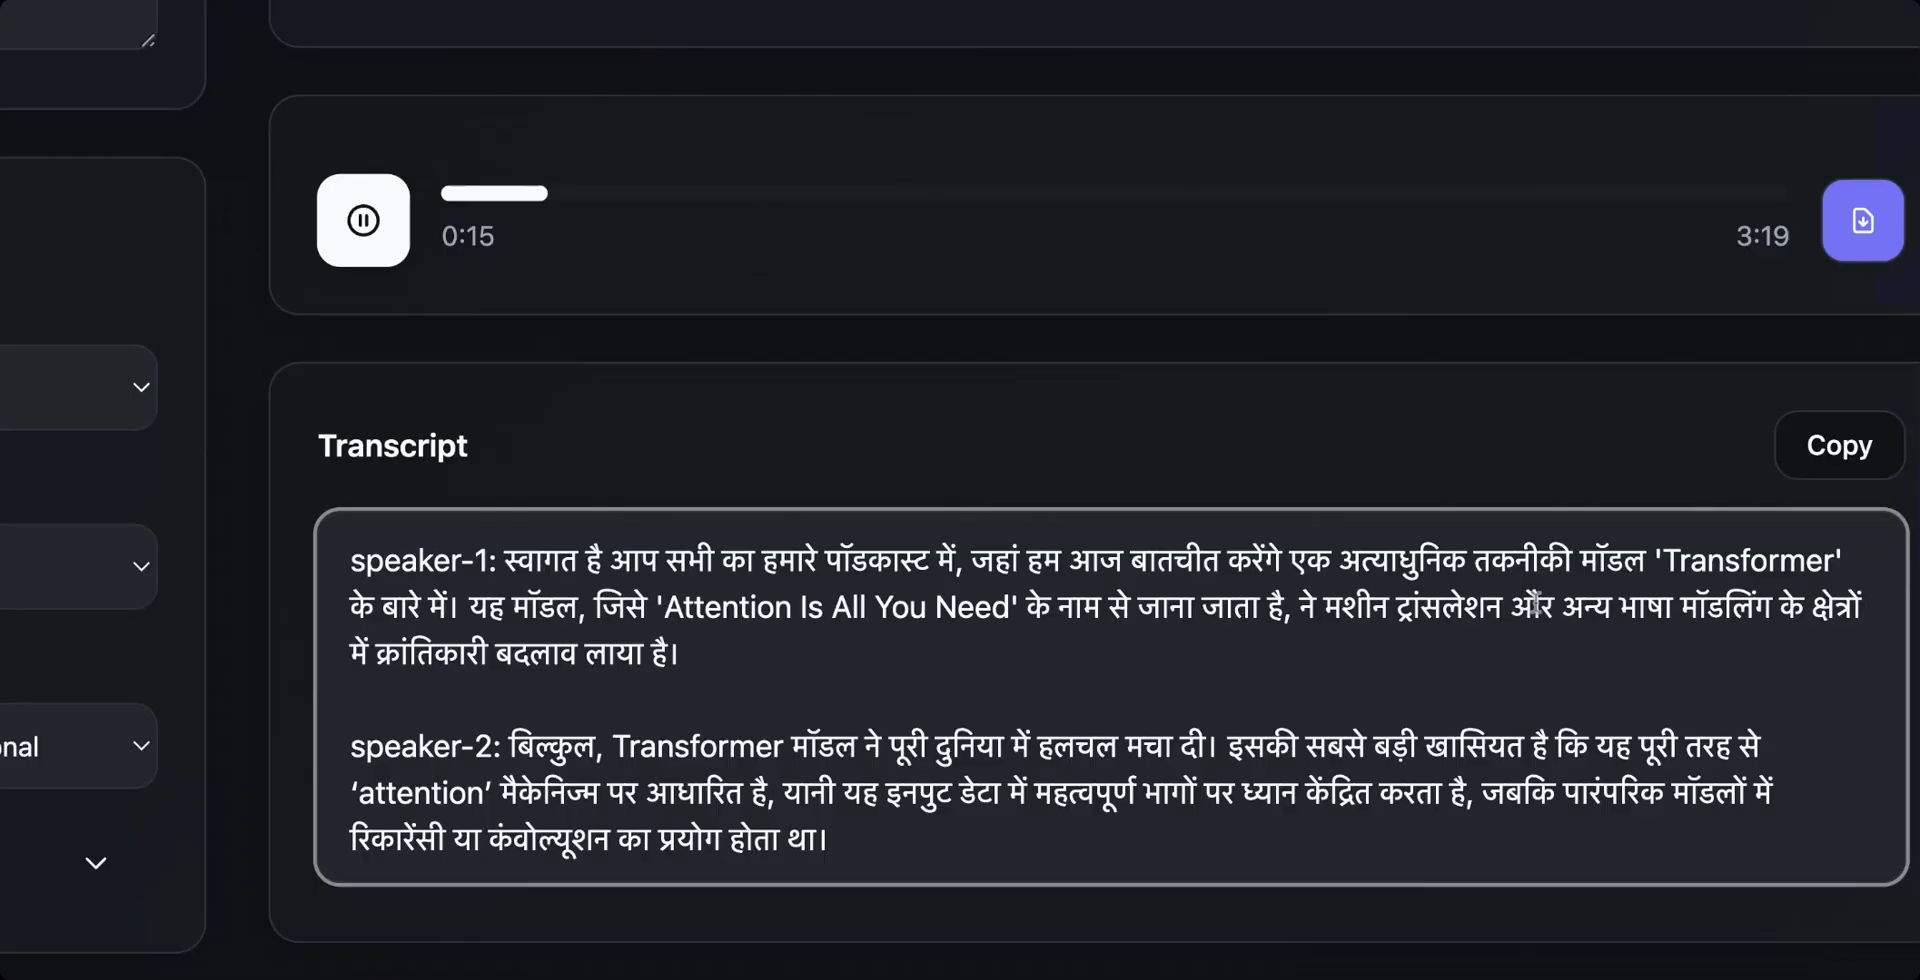 0:15
3:19
Transcript
Copy
speaker-1: स्वागत है आप सभी का हमारे पॉडकास्ट में, जहां हम आज बातचीत करेंगे एक अत्याधुनिक तकनीकी मॉडल 'Transformer'
के बारे में। यह मॉडल, जिसे 'Attention Is All You Need' के नाम से जाना जाता है, ने मशीन ट्रांसलेशन और अन्य भाषा मॉडलिंग के क्षेत्रों
में क्रांतिकारी बदलाव लाया है।
speaker-2: बिल्कुल, Transformer मॉडल ने पूरी दुनिया में हलचल मचा दी। इसकी सबसे बड़ी खासियत है कि यह पूरी तरह से
‘attention’ मैकेनिज्म पर आधारित है, यानी यह इनपुट डेटा में महत्वपूर्ण भागों पर ध्यान केंद्रित करता है, जबकि पारंपरिक मॉडलों में
रिकारेंसी या कंवोल्यूशन का प्रयोग होता था।